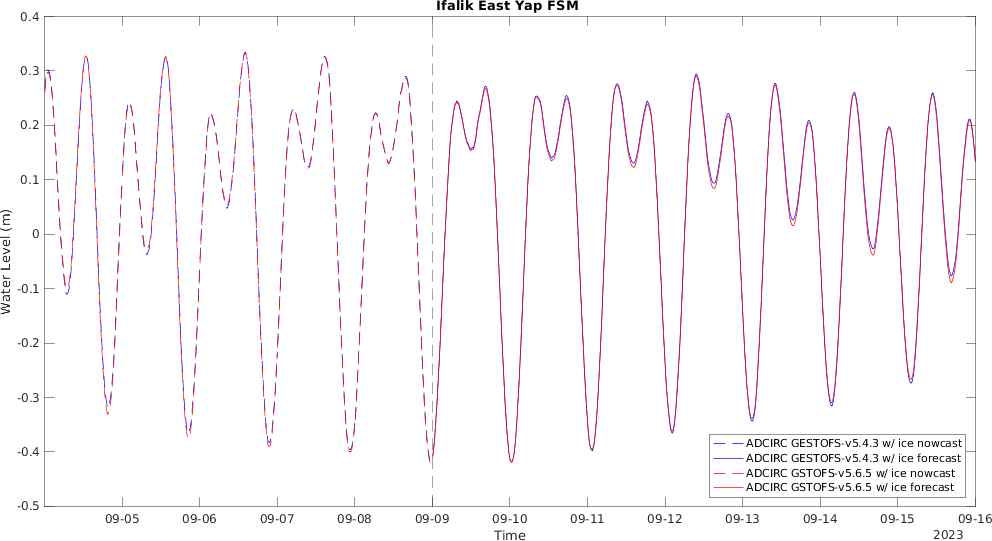 Ifalik East Yap FSM
0.4
0.3
0.2
0.1
0
-0.1
-0.2
-0.3
-0.4
-0.5
Water Level (m)
ADCIRC GESTOFS-v5.4.3 w/ ice nowcast
ADCIRC GESTOFS-v5.4.3 w/ ice forecast
ADCIRC GSTOFS-v5.6.5 w/ ice nowcast
ADCIRC GSTOFS-v5.6.5 w/ ice forecast
09-05 09-06 09-07 09-08 09-09 09-10 09-11 09-12 09-13 09-14 09-15 09-16
Time
2023